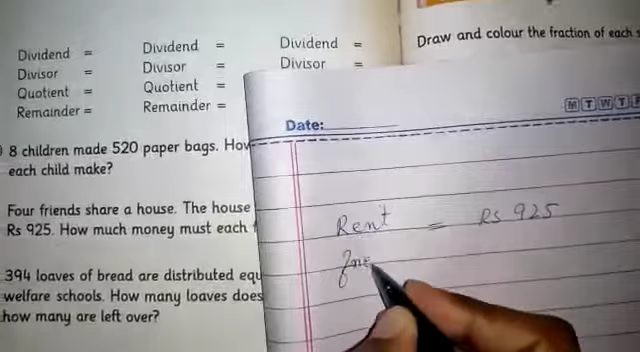 Dividend = Dividend = Dividend =
Divisor = Divisor = Divisor =
Quotient = Quotient =
Remainder = Remainder =
Draw and colour the fraction of each
8 children made 520 paper bags. How
each child make?
Four friends share a house. The house
Rs 925. How much money must each
394 loaves of bread are distributed
welfare schools. How many loaves does
how many are left over?
M T W T
Date:
Rent = Rs 925